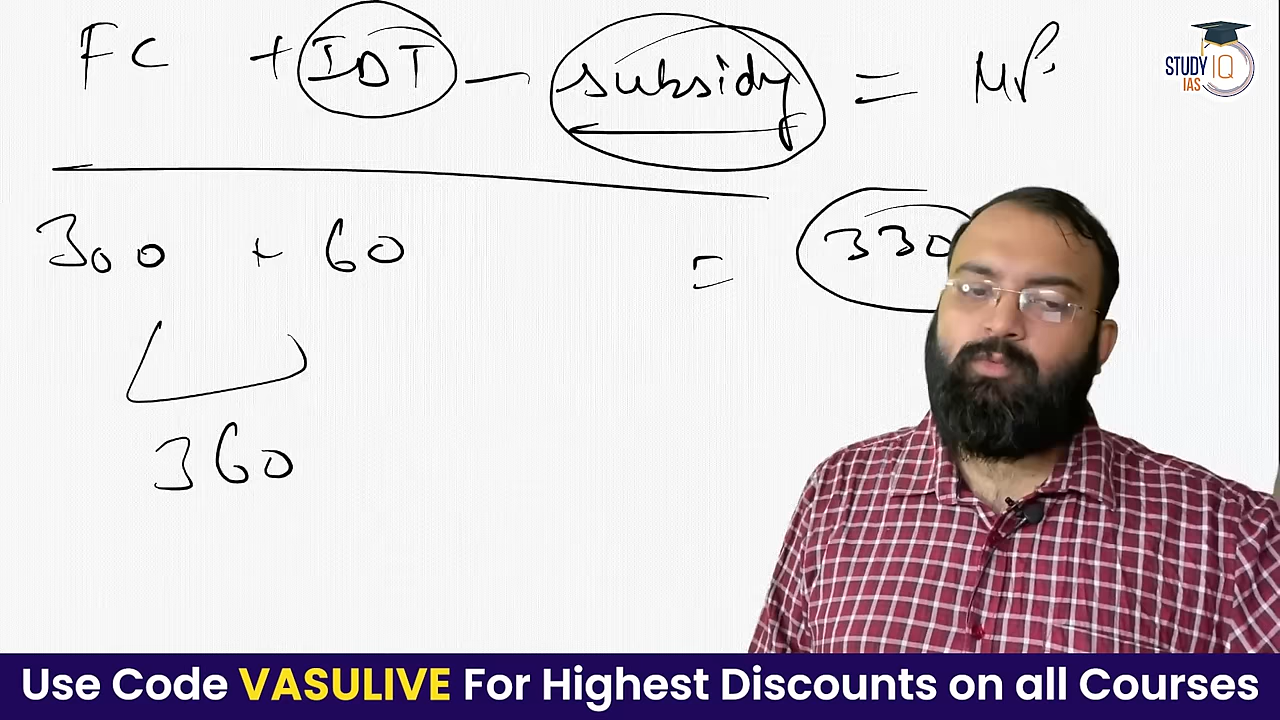 FC + IDT - subsidy = MP
STUDY IQ
IAS
300 + 60 = 330
360
Use Code VASULIVE For Highest Discounts on all Courses